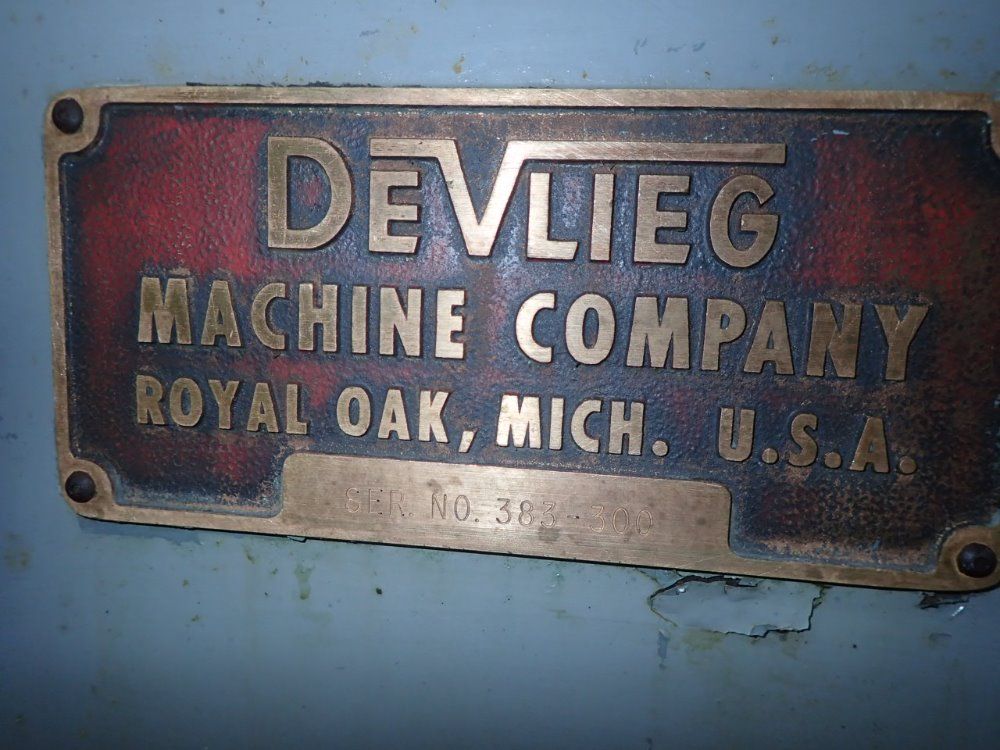 DEVLIEG
MACHINE COMPANY
ROYAL OAK, MICH. U.S.A.
SER. NO. 383-300